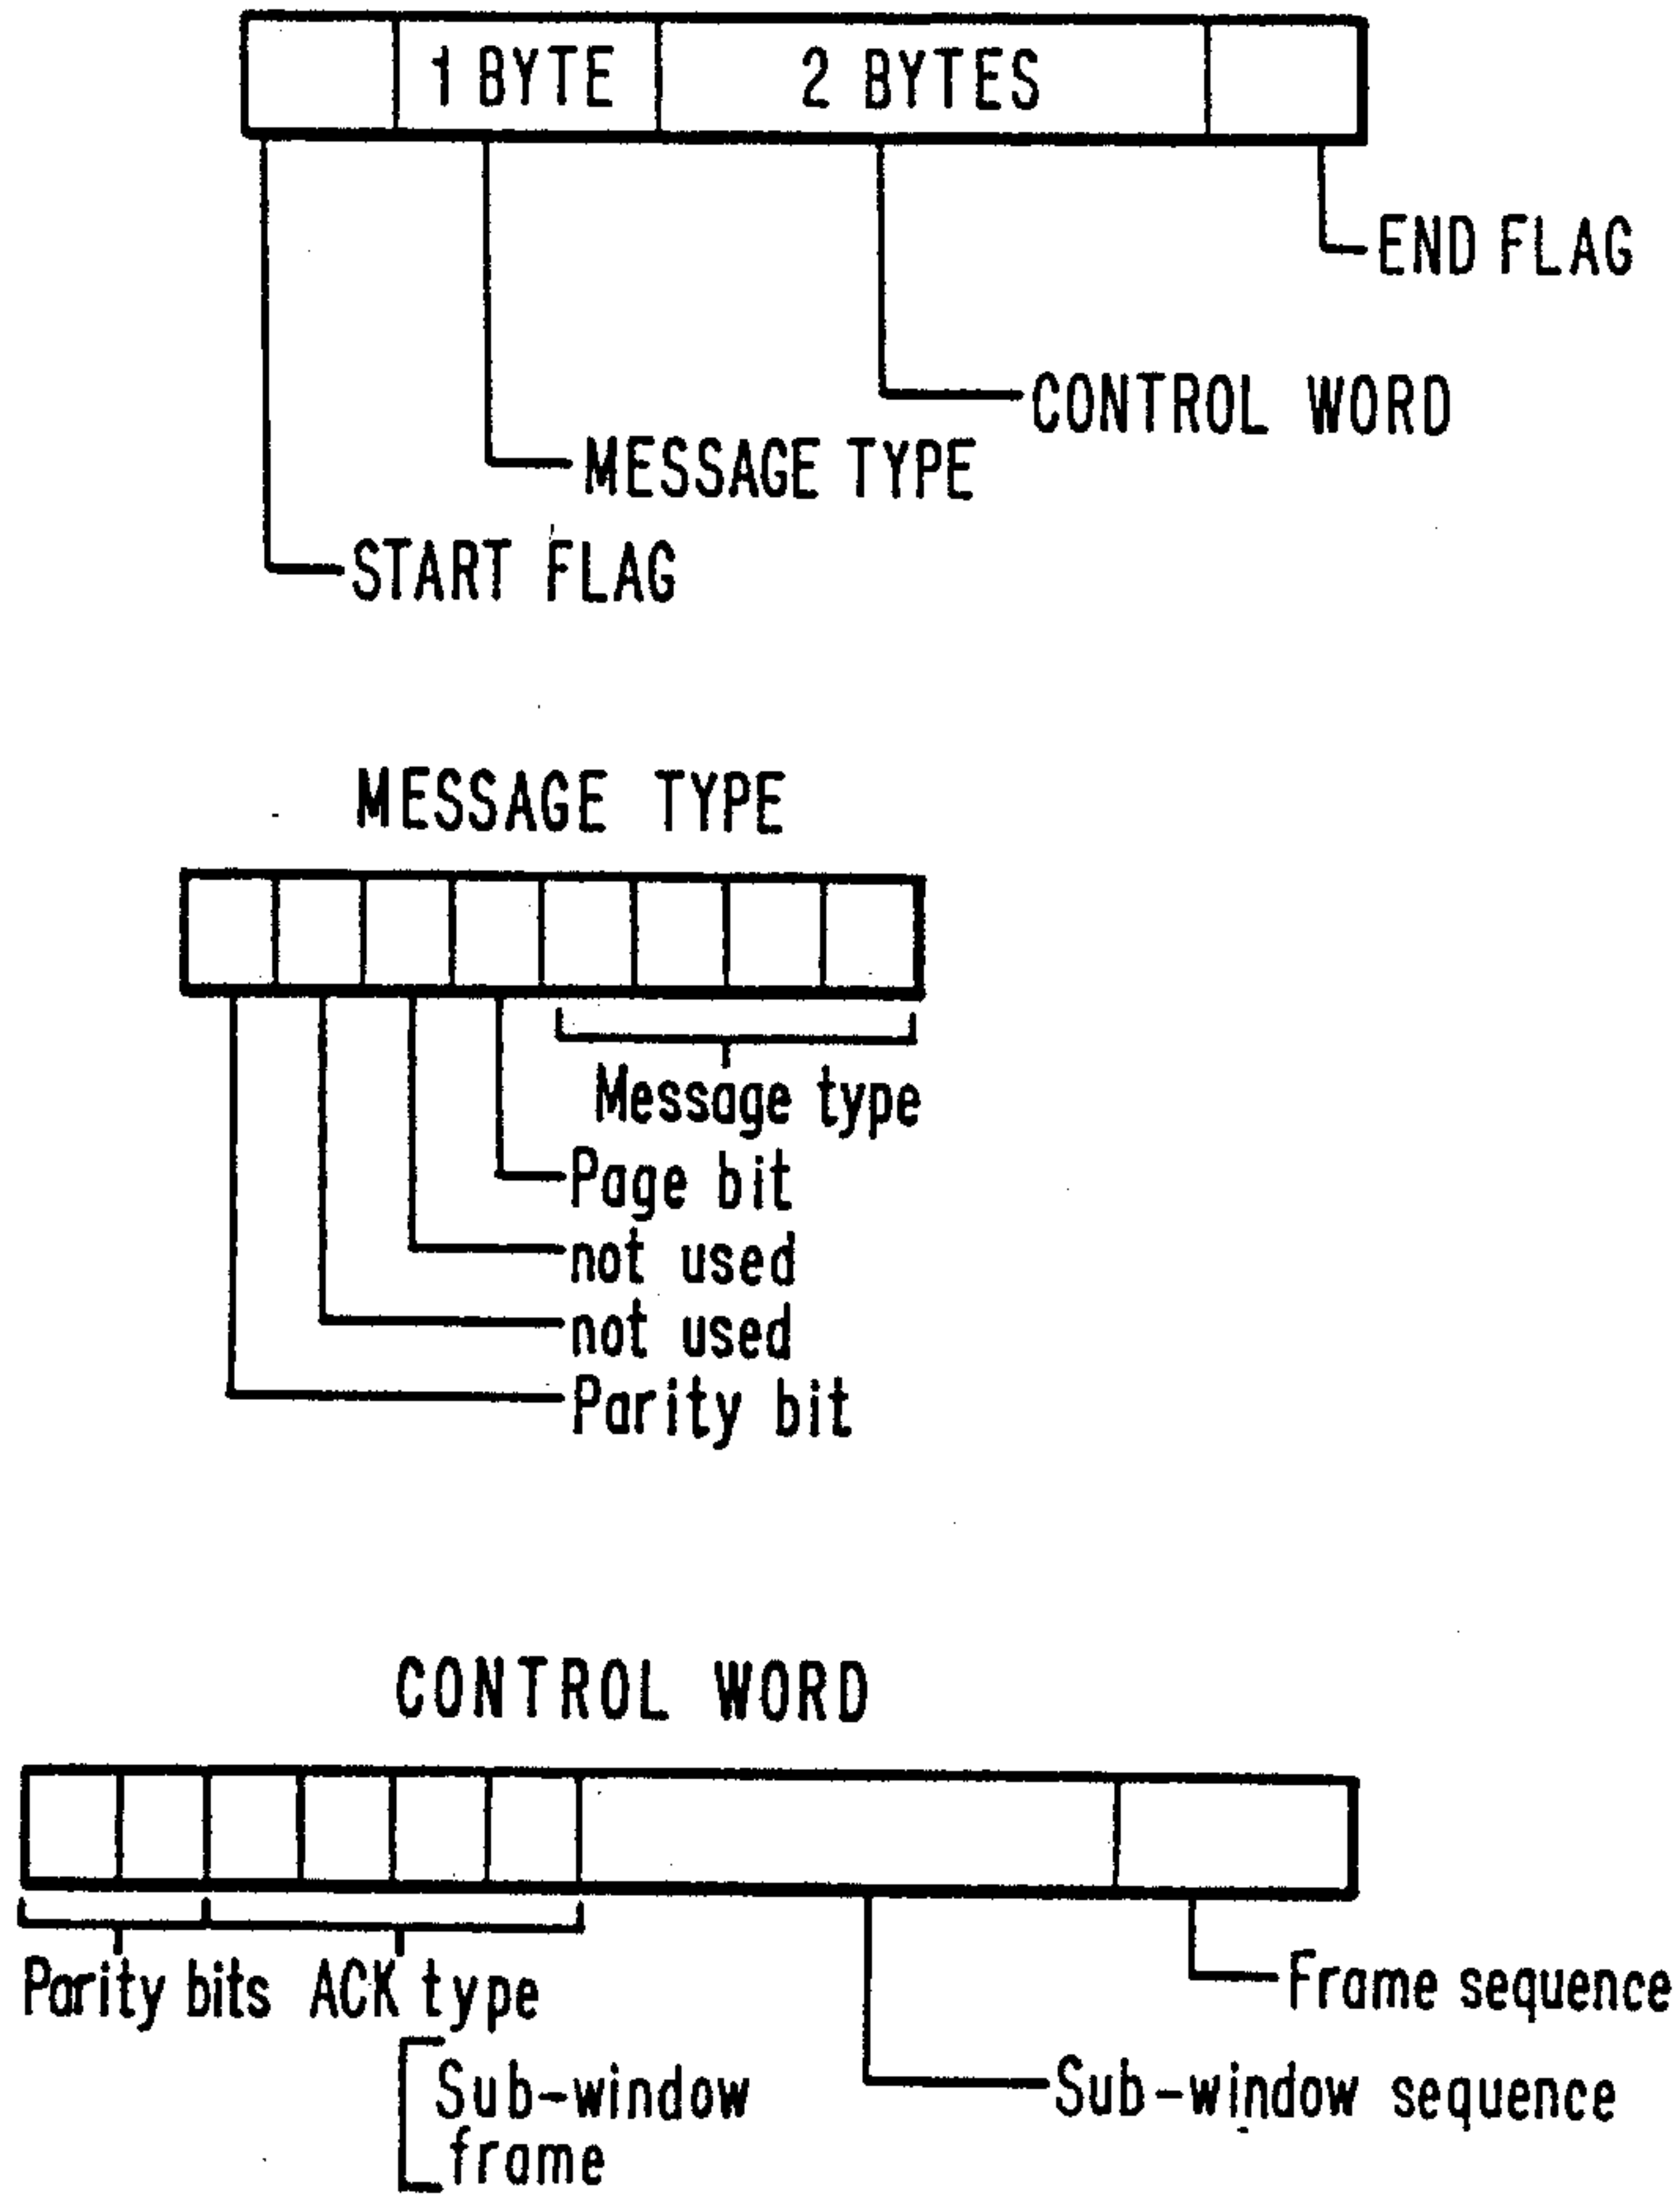 1 BYTE 2 BYTES
END FLAG
CONTROL WORD
MESSAGE TYPE
START FLAG
MESSAGE TYPE
Message type
Page bit
not used
not used
Parity bit
CONTROL WORD
Parity bits ACK type
Frame sequence
Sub-window
frame
Sub-window sequence